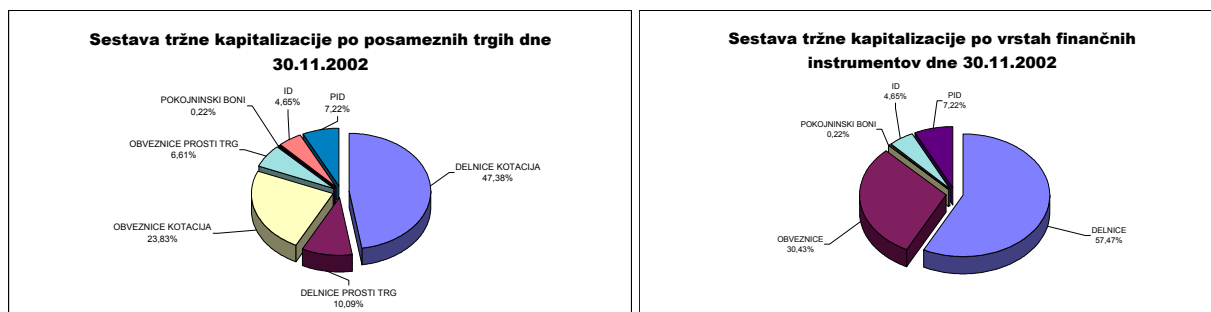 Sestava tržne kapitalizacije po posameznih trgih dne
30.11.2002
POKOJNINSKI BONI
0,22%
ID
4,65%
PID
7,22%
OBVEZNICE PROSTI TRG
6,61%
DELNICE KOTACIJA
47,38%
OBVEZNICE KOTACIJA
23,83%
DELNICE PROSTI TRG
10,09%
Sestava tržne kapitalizacije po vrstah finančnih
instrumentov dne 30.11.2002
ID
4,65%
PID
7,22%
POKOJNINSKI BONI
0,22%
OBVEZNICE
30,43%
DELNICE
57,47%